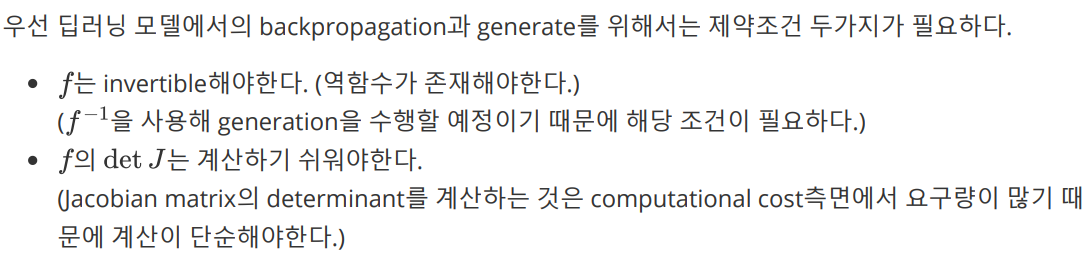 우선 딥러닝 모델에서의 backpropagation과 generate를 위해서는 제약조건 두가지가 필요하다.
• f는 invertible해야한다. (역함수가 존재해야한다.)
(f⁻¹을 사용해 generation을 수행할 예정이기 때문에 해당 조건이 필요하다.)
• f의 det J는 계산하기 쉬워야한다.
(Jacobian matrix의 determinant를 계산하는 것은 computational cost측면에서 요구량이 많기 때
문에 계산이 단순해야한다.)